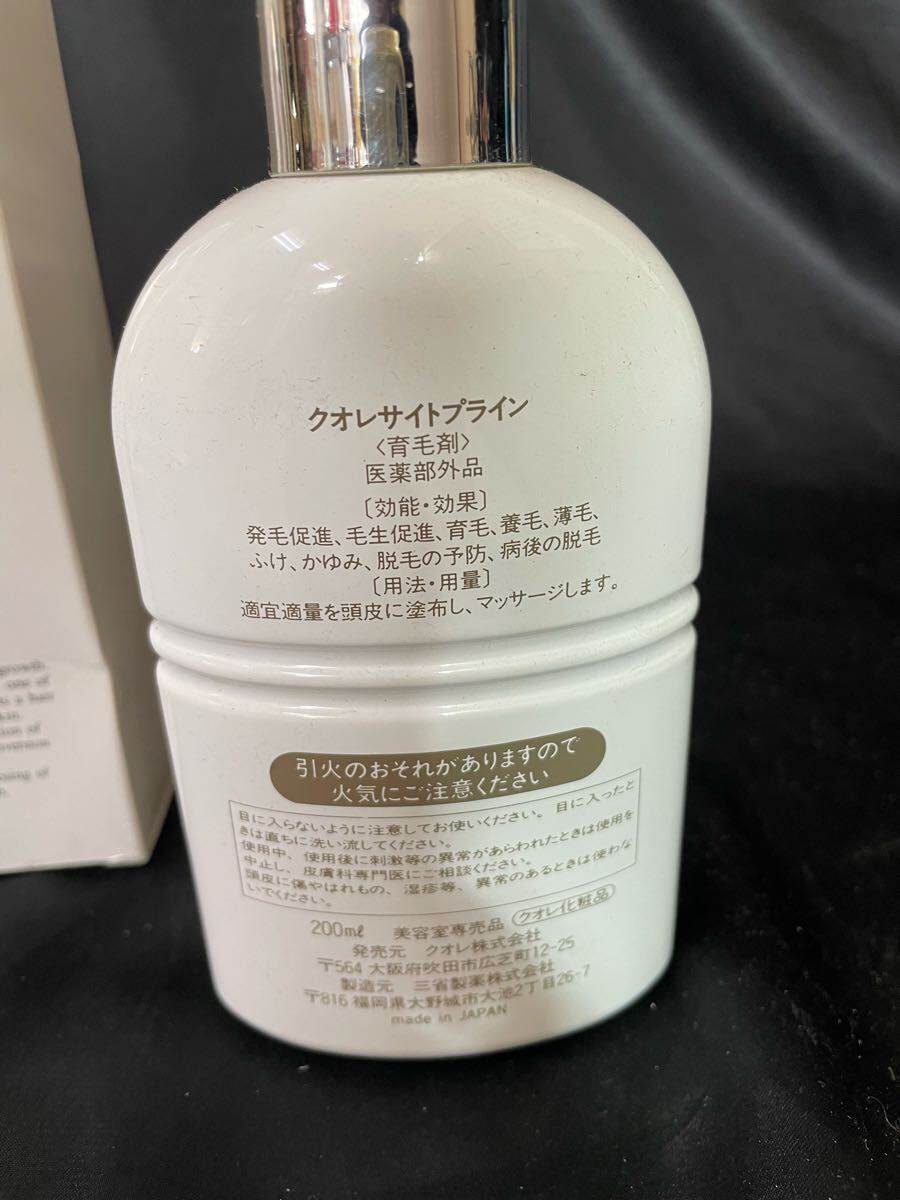 クオレサイトプライン
〈育毛剤〉
医薬部外品
〔効能・効果〕
発毛促進、毛生促進、育毛、養毛、薄毛、
ふけ、かゆみ、脱毛の予防、病後の脱毛
〔用法・用量〕
適宜適量を頭皮に塗布し、マッサージします。
引火のおそれがありますので
火気にご注意ください
目に入らないように注意してお使いください。目に入ったと
きは直ちに洗い流してください。
使用中、使用後に刺激等の異常があらわれたときは使用を
中止し、皮膚科専門医にご相談ください。
頭皮に傷やはれもの、湿疹等、異常のあるときは使わな
いでください。
200mℓ 美容室専売品 クオレ化粧品
発売元 クオレ株式会社
〒564 大阪府吹田市広芝町12-25
製造元 三省製薬株式会社
〒816 福岡県大野城市大池2丁目26-7
made in JAPAN
growth,
one of
to a hair
skin.
tion of
ning of